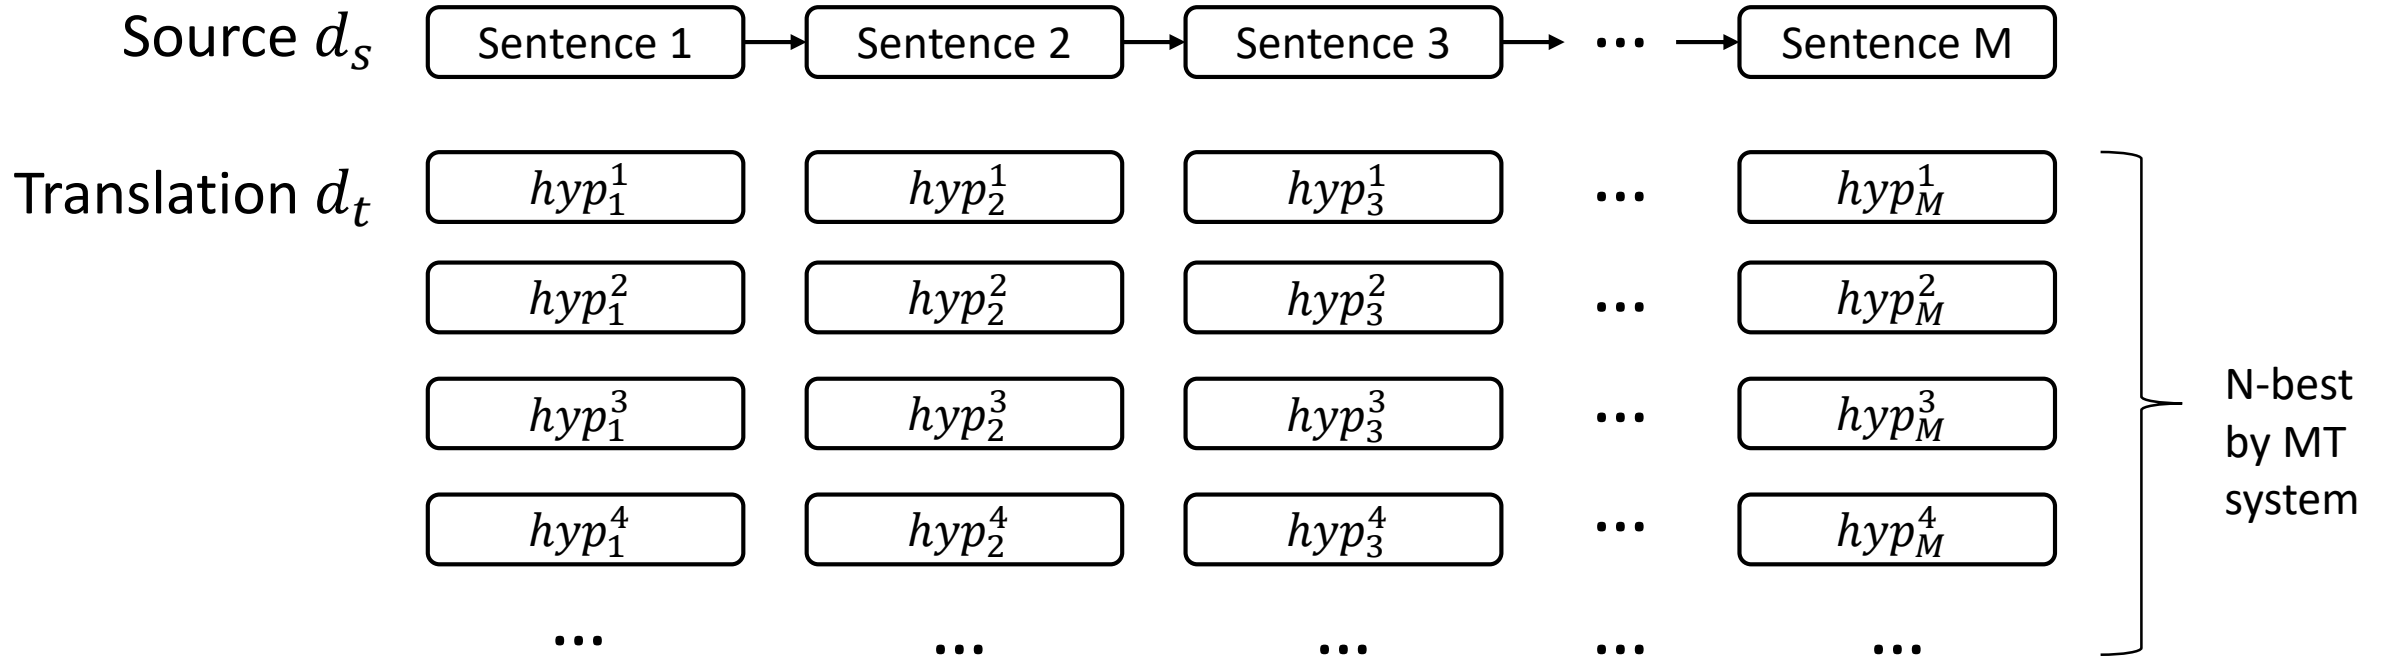 Source $d_s$ Sentence 1 Sentence 2 Sentence 3 ... Sentence M
Translation $d_t$ $hyp_1^1$ $hyp_2^1$ $hyp_3^1$ ... $hyp_M^1$
$hyp_1^2$ $hyp_2^2$ $hyp_3^2$ ... $hyp_M^2$
$hyp_1^3$ $hyp_2^3$ $hyp_3^3$ ... $hyp_M^3$
$hyp_1^4$ $hyp_2^4$ $hyp_3^4$ ... $hyp_M^4$
... ... ... ... ...
N-best
by MT
system